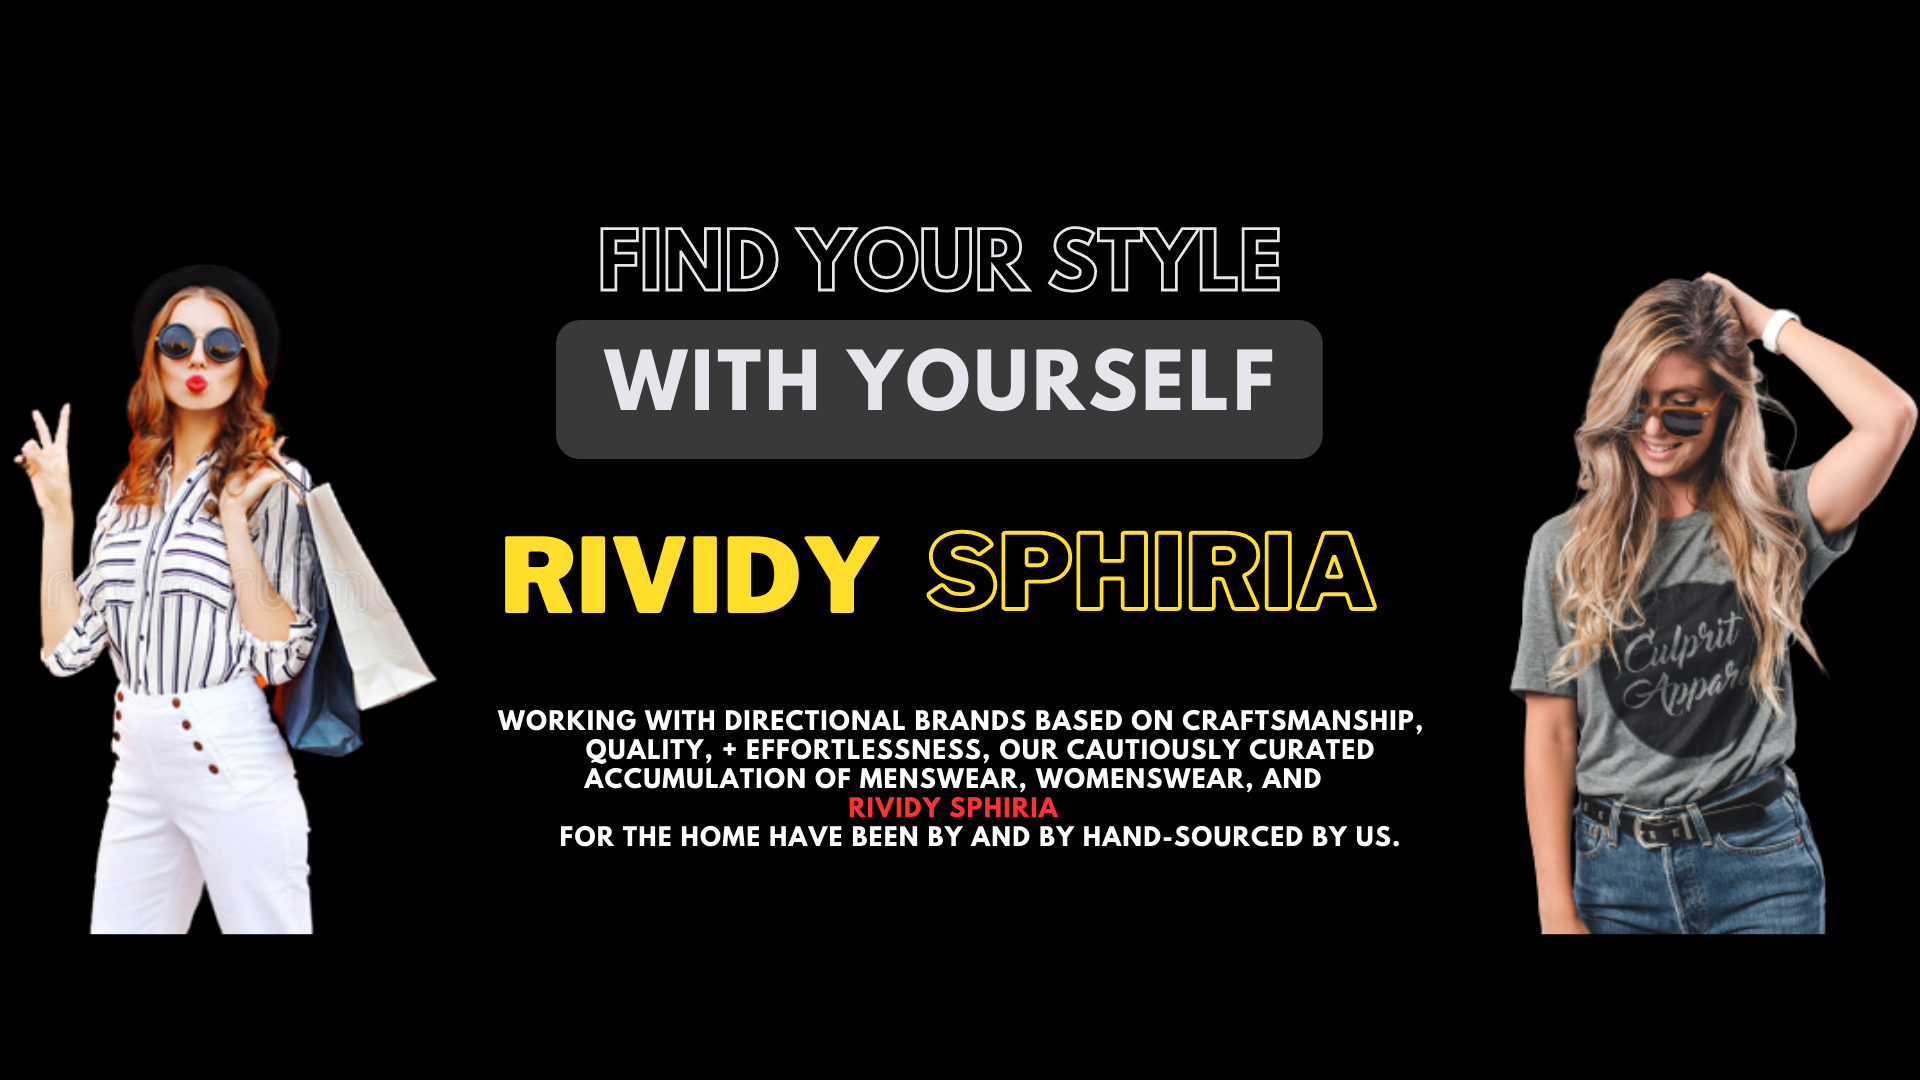 FIND YOUR STYLE
WITH YOURSELF
RIVIDY SPHIRIA
WORKING WITH DIRECTIONAL BRANDS BASED ON CRAFTSMANSHIP,
QUALITY, + EFFORTLESSNESS, OUR CAUTIOUSLY CURATED
ACCUMULATION OF MENSWEAR, WOMENSWEAR, AND
RIVIDY SPHIRIA
FOR THE HOME HAVE BEEN BY AND BY HAND-SOURCED BY US.
Culprit